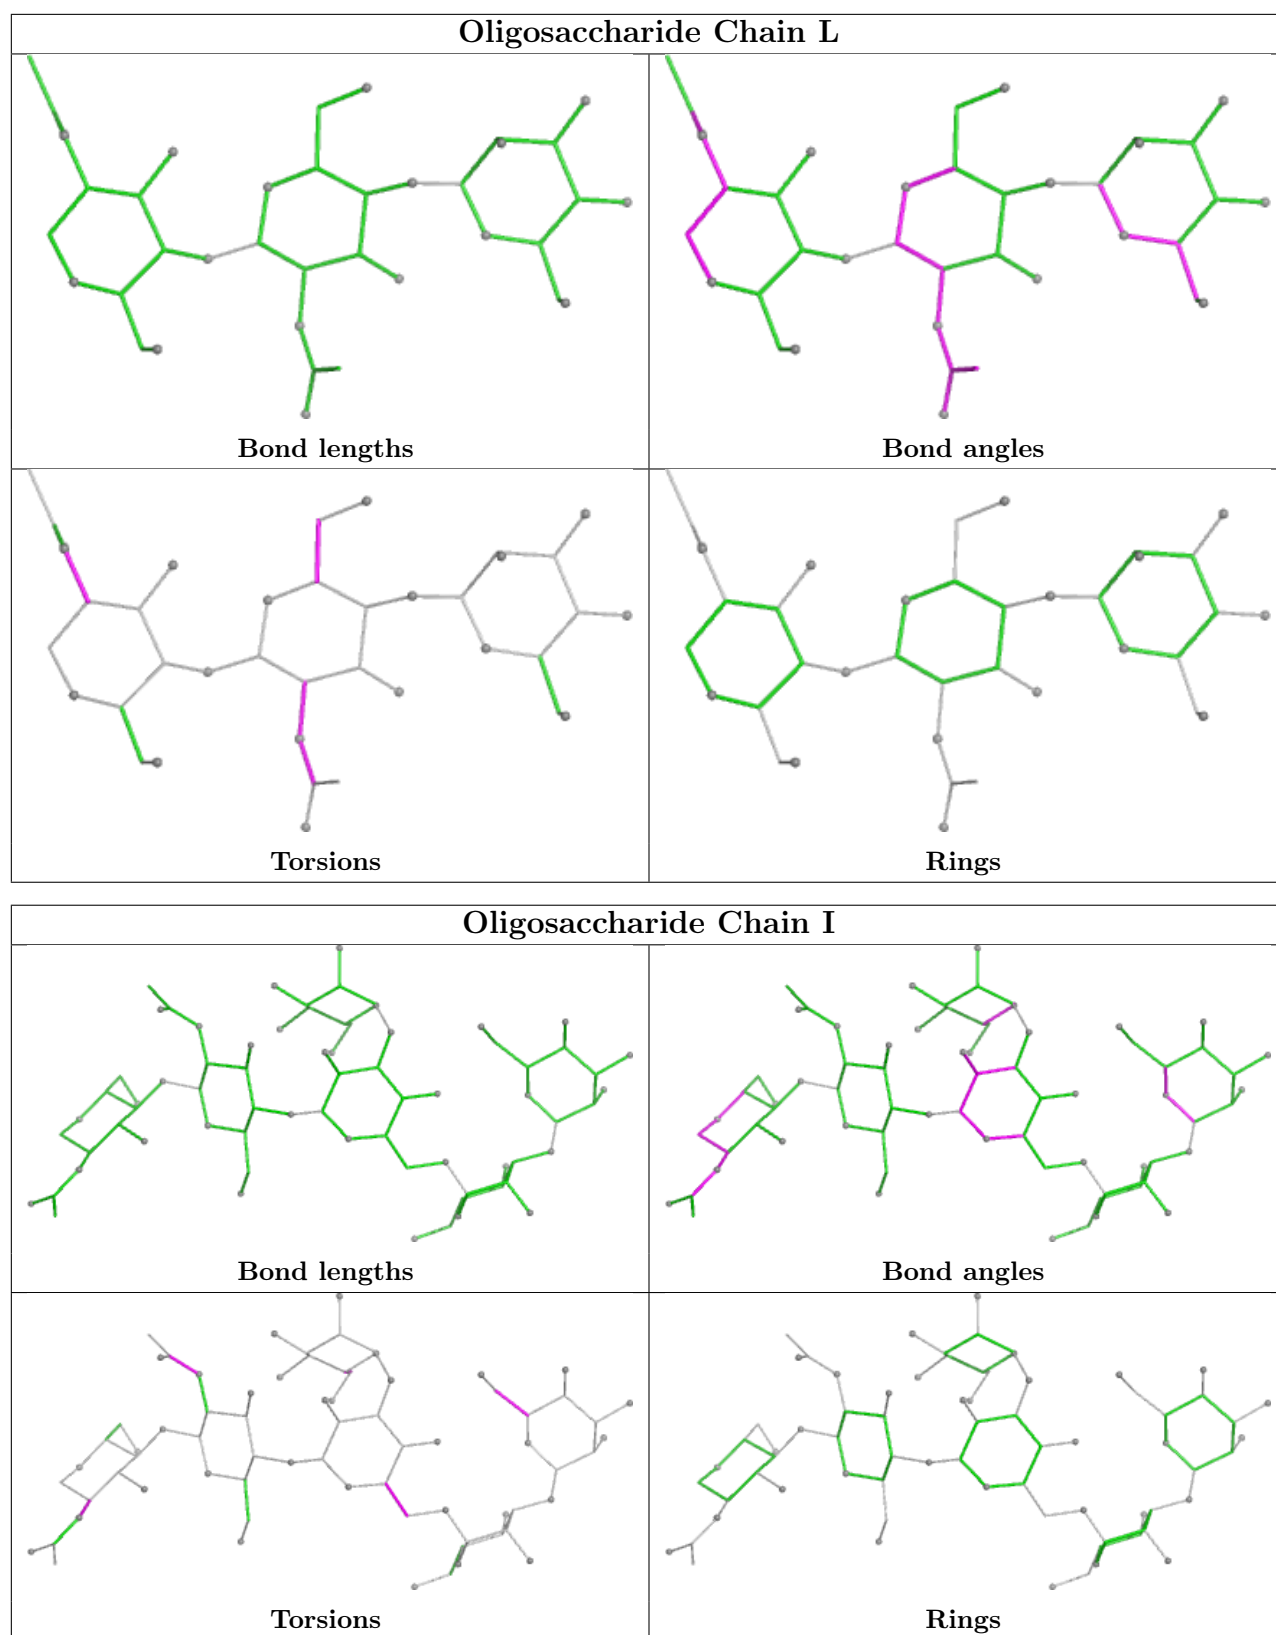 Oligosaccharide Chain L
Bond lengths
Bond angles
Torsions
Rings
Oligosaccharide Chain I
Bond lengths
Bond angles
Torsions
Rings